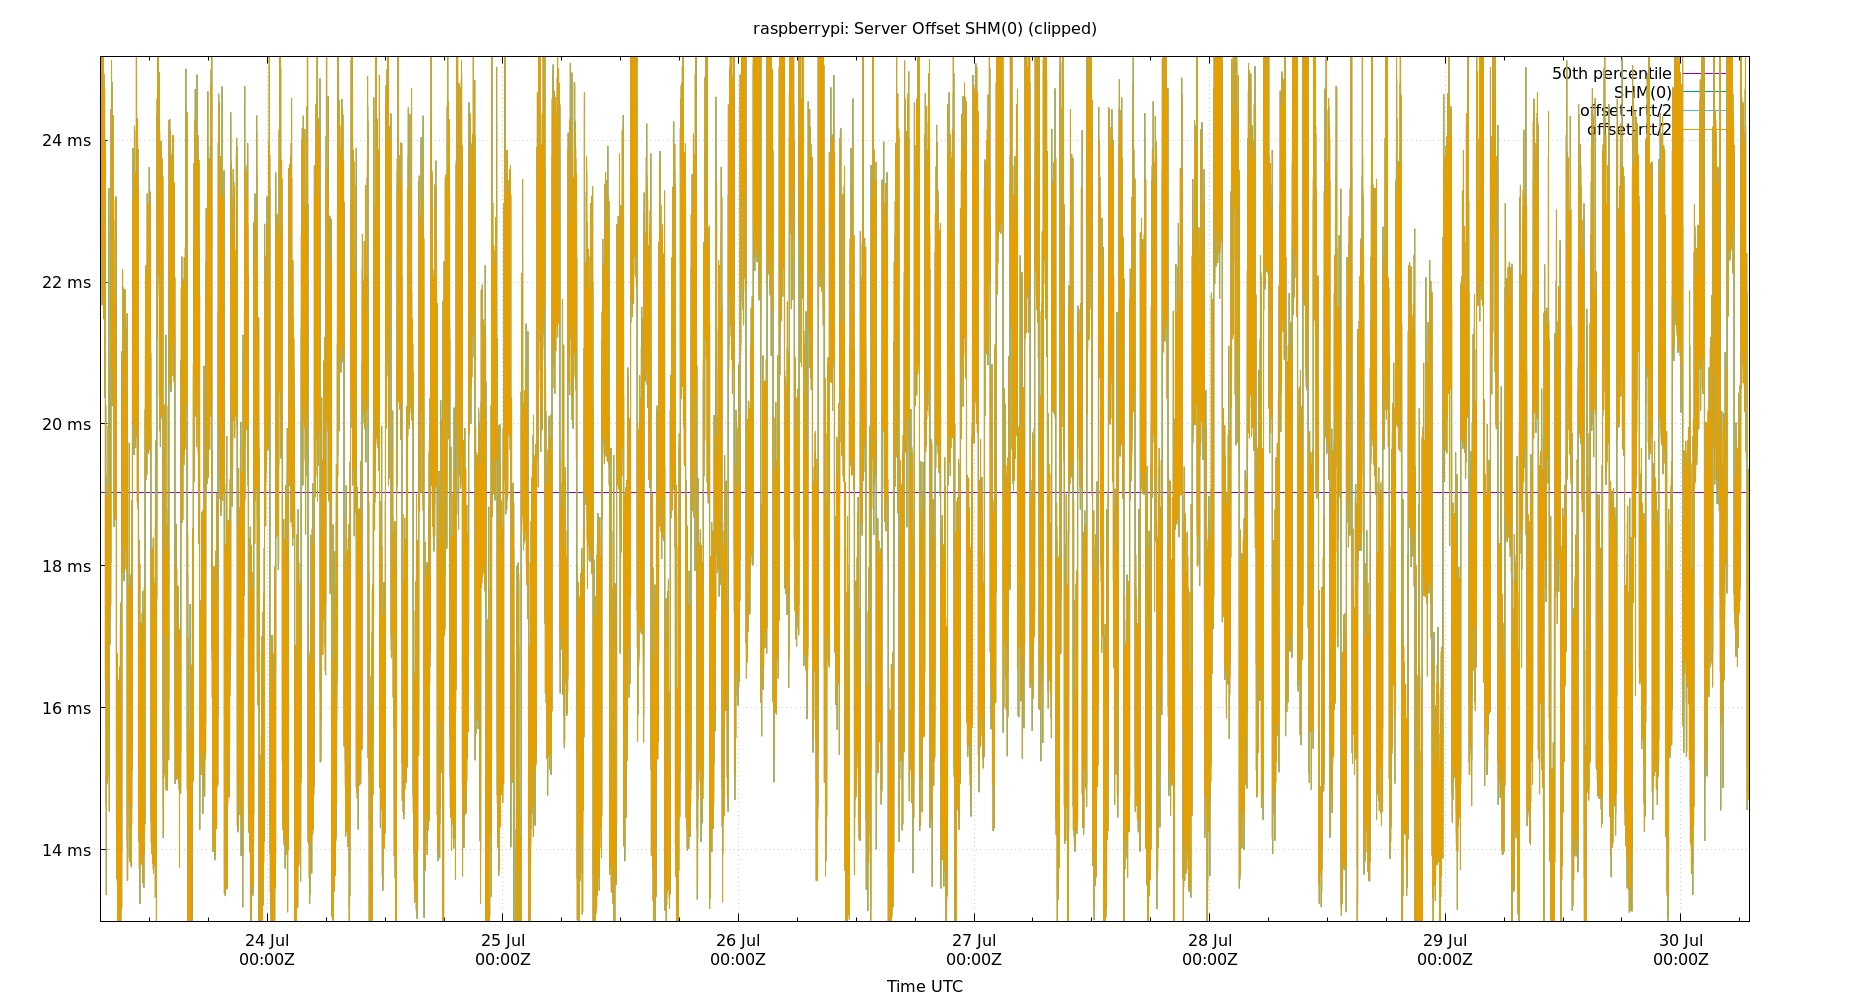 raspberrypi: Server Offset SHM(0) (clipped)
50th percentile
SHM(0)
offset+rtt/2
offset-rtt/2
24 ms
22 ms
20 ms
18 ms
16 ms
14 ms
24 Jul
00:00Z
25 Jul
00:00Z
26 Jul
00:00Z
27 Jul
00:00Z
28 Jul
00:00Z
29 Jul
00:00Z
30 Jul
00:00Z
Time UTC